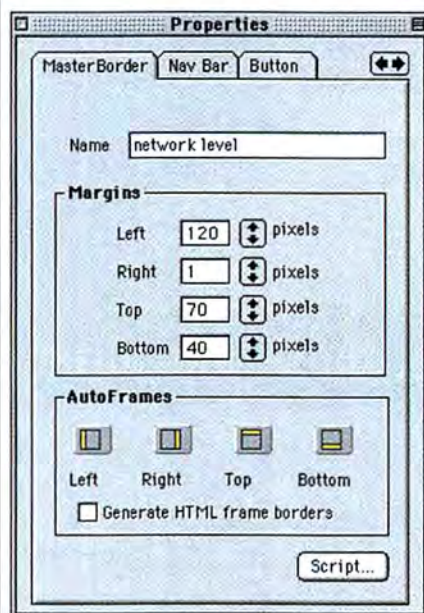 Properties
MasterBorder Nav Bar Button
Name network level
Margins
Left 120 pixels
Right 1 pixels
Top 70 pixels
Bottom 40 pixels
AutoFrames
Left Right Top Bottom
Generate HTML frame borders
Script...